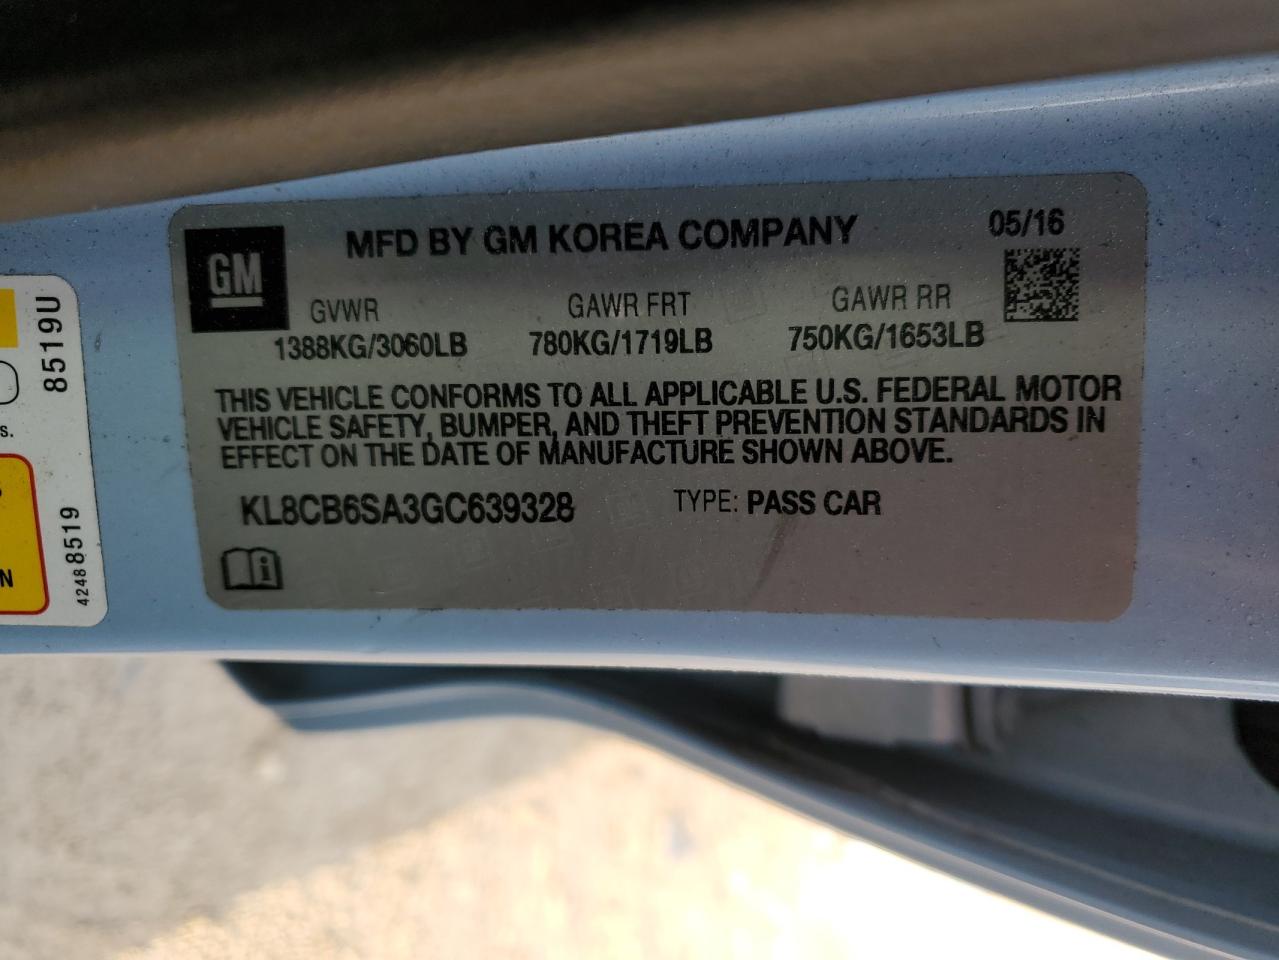 MFD BY GM KOREA COMPANY
05/16
GM
GVWR
GAWR FRT
GAWR RR
1388KG/3060LB
780KG/1719LB
750KG/1653LB
THIS VEHICLE CONFORMS TO ALL APPLICABLE U.S. FEDERAL MOTOR
VEHICLE SAFETY, BUMPER, AND THEFT PREVENTION STANDARDS IN
EFFECT ON THE DATE OF MANUFACTURE SHOWN ABOVE.
KL8CB6SA3GC639328
TYPE: PASS CAR
8519U
42488519